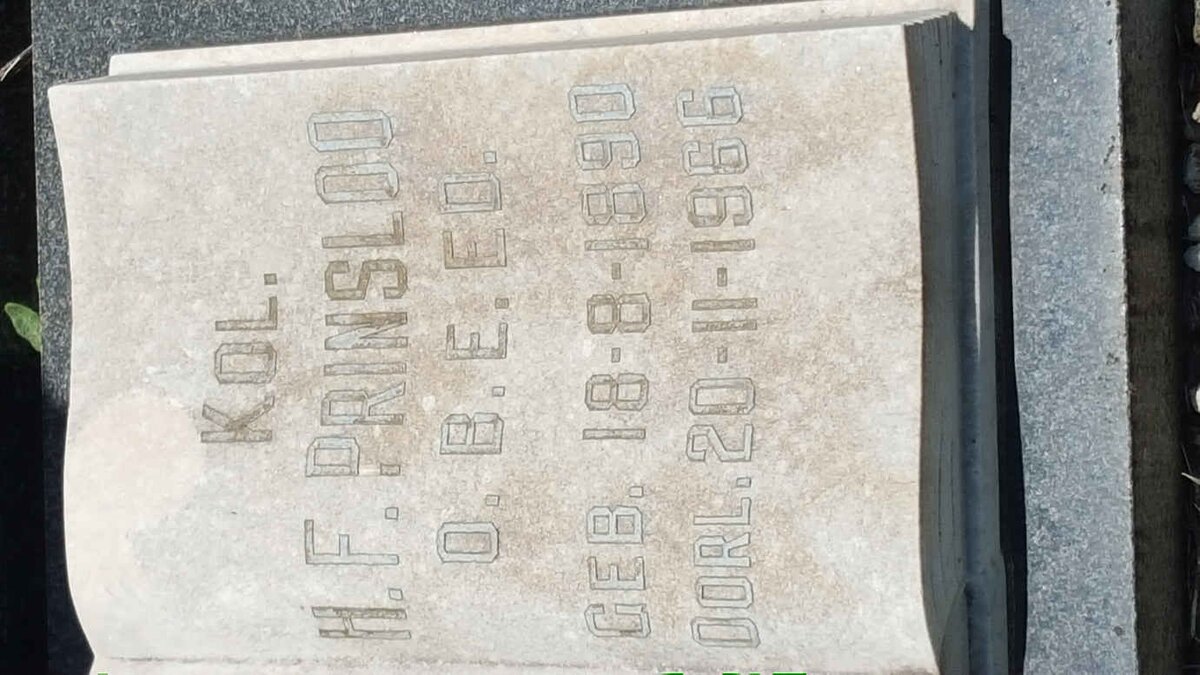 KOL.
H.F. PRINSLOO
O.B.E. ED.
GEB. 18-8-1890
OORL. 20-11-1966